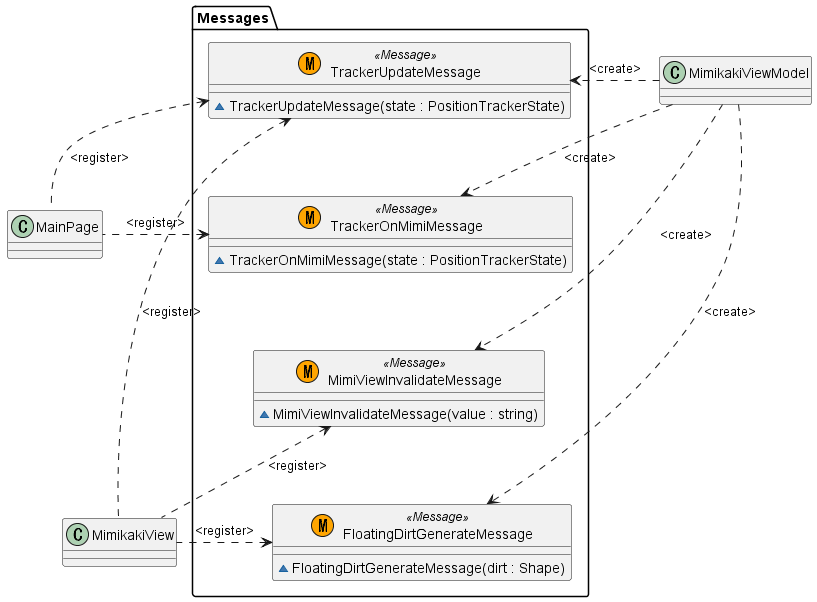 Messages
M
«Message»
TrackerUpdateMessage
TrackerUpdateMessage(state : PositionTrackerState)
<create>
C MimikakiViewModel
<register>
<create>
M
«Message»
TrackerOnMimiMessage
TrackerOnMimiMessage(state : PositionTrackerState)
C MainPage
<register>
<create>
<register>
<create>
M
«Message»
MimiViewInvalidateMessage
MimiViewInvalidateMessage(value : string)
<register>
M
«Message»
FloatingDirtGenerateMessage
FloatingDirtGenerateMessage(dirt : Shape)
C MimikakiView
<register>